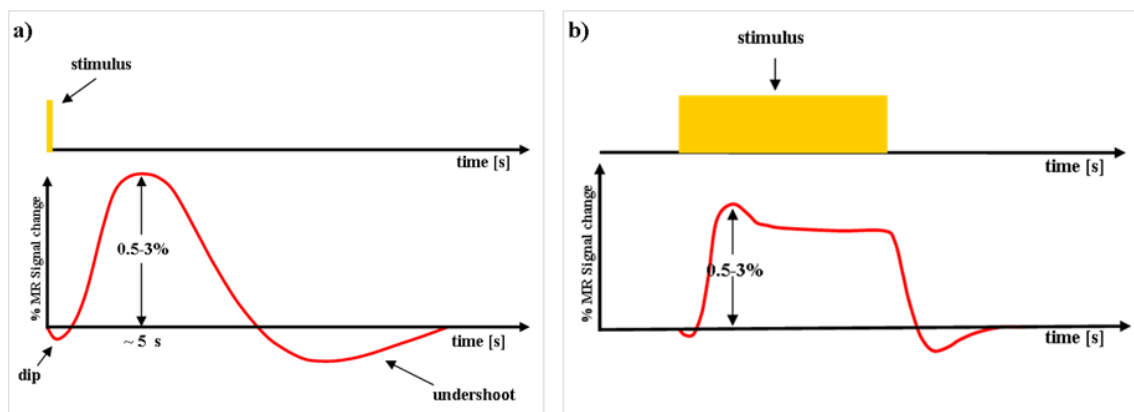 a)
stimulus
time [s]
% MR Signal change
0.5-3%
~ 5 s
time [s]
dip
undershoot
b)
stimulus
time [s]
% MR Signal change
0.5-3%
time [s]